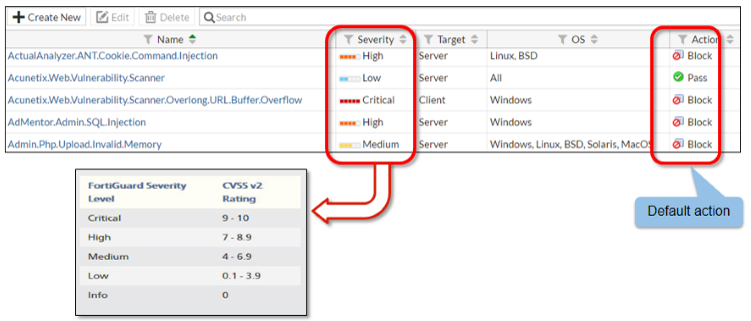 Create New Edit Delete Search
Name Severity Target OS Action
ActualAnalyzer.ANT.Cookie.Command.Injection High Server Linux, BSD Block
Acunetix.Web.Vulnerability.Scanner Low Server All Pass
Acunetix.Web.Vulnerability.Scanner.Overlong.URL.Buffer.Overflow Critical Client Windows Block
AdMentor.Admin.SQL.Injection High Server Windows Block
Admin.Php.Upload.Invalid.Memory Medium Server Windows, Linux, BSD, Solaris, MacOS Block
FortiGuard Severity CVSS v2
Level Rating
Critical 9 - 10
High 7 - 8.9
Medium 4 - 6.9
Low 0.1 - 3.9
Info 0
Default action